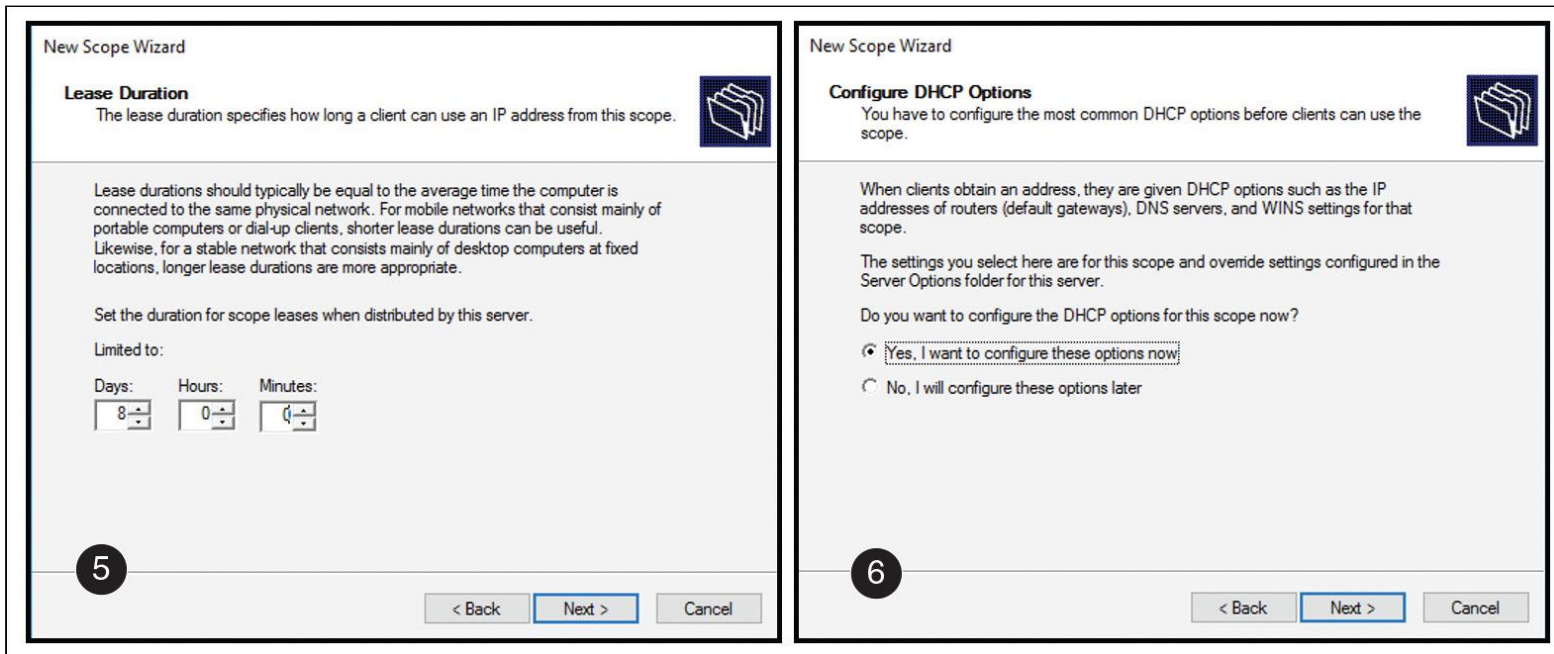 New Scope Wizard
Lease Duration
The lease duration specifies how long a client can use an IP address from this scope.
Lease durations should typically be equal to the average time the computer is
connected to the same physical network. For mobile networks that consist mainly of
portable computers or dial-up clients, shorter lease durations can be useful.
Likewise, for a stable network that consists mainly of desktop computers at fixed
locations, longer lease durations are more appropriate.
Set the duration for scope leases when distributed by this server.
Limited to:
Days: Hours: Minutes:
8 0 0
5
< Back Next > Cancel
New Scope Wizard
Configure DHCP Options
You have to configure the most common DHCP options before clients can use the
scope.
When clients obtain an address, they are given DHCP options such as the IP
addresses of routers (default gateways), DNS servers, and WINS settings for that
scope.
The settings you select here are for this scope and override settings configured in the
Server Options folder for this server.
Do you want to configure the DHCP options for this scope now?
Yes, I want to configure these options now
No, I will configure these options later
6
< Back Next > Cancel